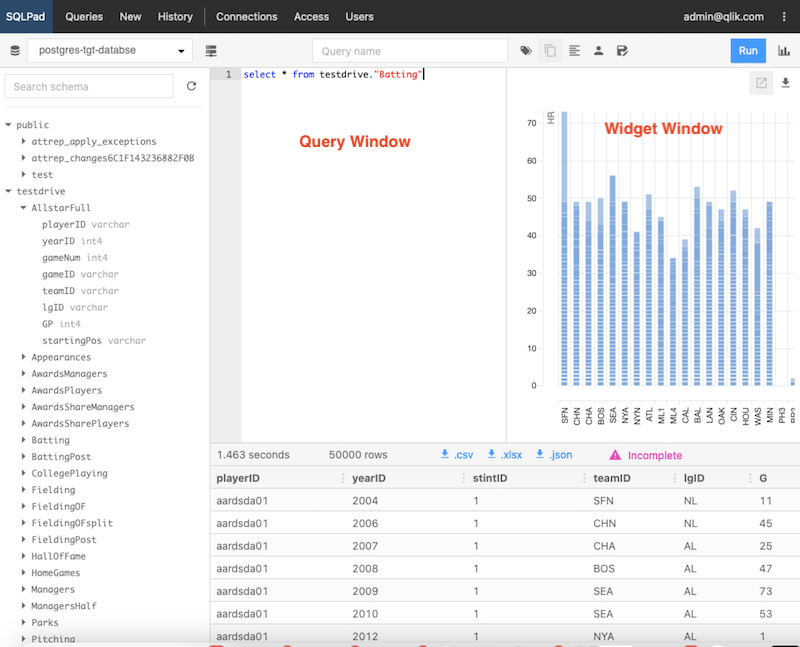 SQLPad Queries New History Connections Access Users admin@qlik.com
postgres-tgt-databse Query name Run
Search schema
1 select * from testdrive."Batting"
Query Window
Widget Window
public
attrep_apply_exceptions
attrep_changes6C1F143236882F0B
test
testdrive
AllstarFull
playerID varchar
yearID int4
gameNum int4
gameID varchar
teamID varchar
lgID varchar
GP int4
startingPos varchar
Appearances
AwardsManagers
AwardsPlayers
AwardsShareManagers
AwardsSharePlayers
Batting
BattingPost
CollegePlaying
Fielding
FieldingOF
FieldingOFsplit
FieldingPost
HallOfFame
HomeGames
Managers
ManagersHalf
Parks
Pitching
HR
70
60
50
40
30
20
10
0
SFN CHN CHA BOS SEA NYA NYN ATL ML1 ML4 CAL BAL LAN OAK CIN HOU WAS MIN PH3
1.463 seconds 50000 rows .csv .xlsx .json Incomplete
playerID yearID stintID teamID lgID G
aardsda01 2004 1 SFN NL 11
aardsda01 2006 1 CHN NL 45
aardsda01 2007 1 CHA AL 25
aardsda01 2008 1 BOS AL 47
aardsda01 2009 1 SEA AL 73
aardsda01 2010 1 SEA AL 53
aardsda01 2012 1 NYA AL 1